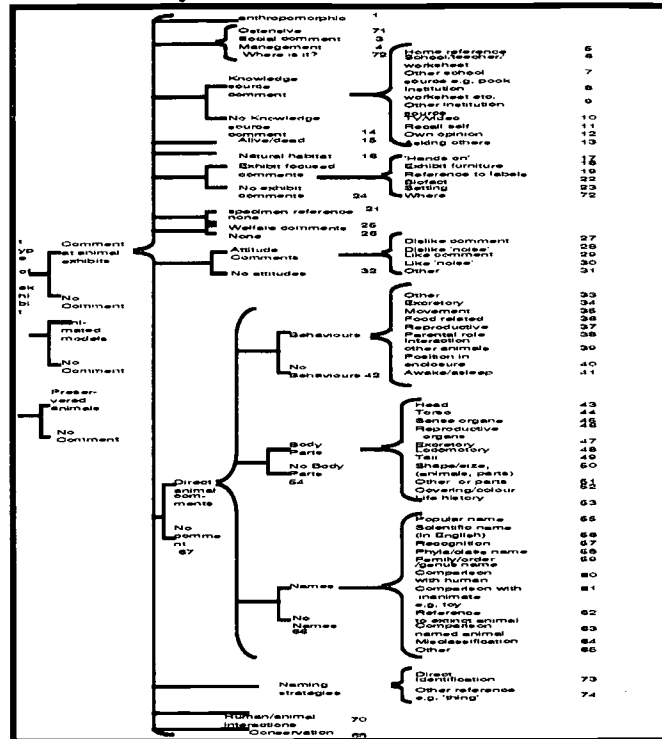 anthropomorphic 1
Ostensive 71
Social comment 3
Management 4
Where is it? 72
Knowledge source comment
No Knowledge source comment 14
Home reference 5
School/teacher/ worksheet 6
Other school source e.g. book 7
Institution worksheet etc. 8
Other institution source 9
TV/video 10
Recall self 11
Own opinion 12
Asking others 13
Alive/dead 15
Natural habitat 16
Exhibit focused comments
No exhibit comments 24
'Hands on' 17
Exhibit furniture 18
Reference to labels 19
Biofact 22
Setting 23
Where 72
specimen reference 21
none
Welfare comments 25
None 26
Attitude Comments
No attitudes 32
Dislike comment 27
Dislike 'noise' 28
Like comment 29
Like 'noise' 30
Other 31
type of exhibit
Comment at animal exhibits
No Comment
mated models
No Comment
Preser-
vered animals
No Comment
Direct animal com-
ments
No comme
nt
67
Behaviours
No Behaviours 42
Other 33
Excretory 34
Movement 35
Food related 36
Reproductive 37
Parental role 38
Interaction
other animals 39
Position in
enclosure 40
Awake/asleep 41
Body Parts
No Body Parts
54
Head 43
Torso 44
Sense organs 45
Reproductive 46
organs
Excretory 47
Locomotory 48
Tail 49
Shape/size, 50
(animals, parts)
Other or parts 51
Covering/colour 52
Life history 53
Names
No Names
66
Popular name 55
Scientific name
(in English) 56
Recognition 57
Phyla/class name 58
Family/order 59
/genus name
Comparison 60
with human
Comparison with 61
inanimate
e.g. toy
Reference 62
to extinct animal
Comparison 63
named animal
Misclassification 64
Other 65
Naming strategies
Direct
Identification 73
Other reference
e.g. 'thing' 74
Human/animal
interactions 70
Conservation